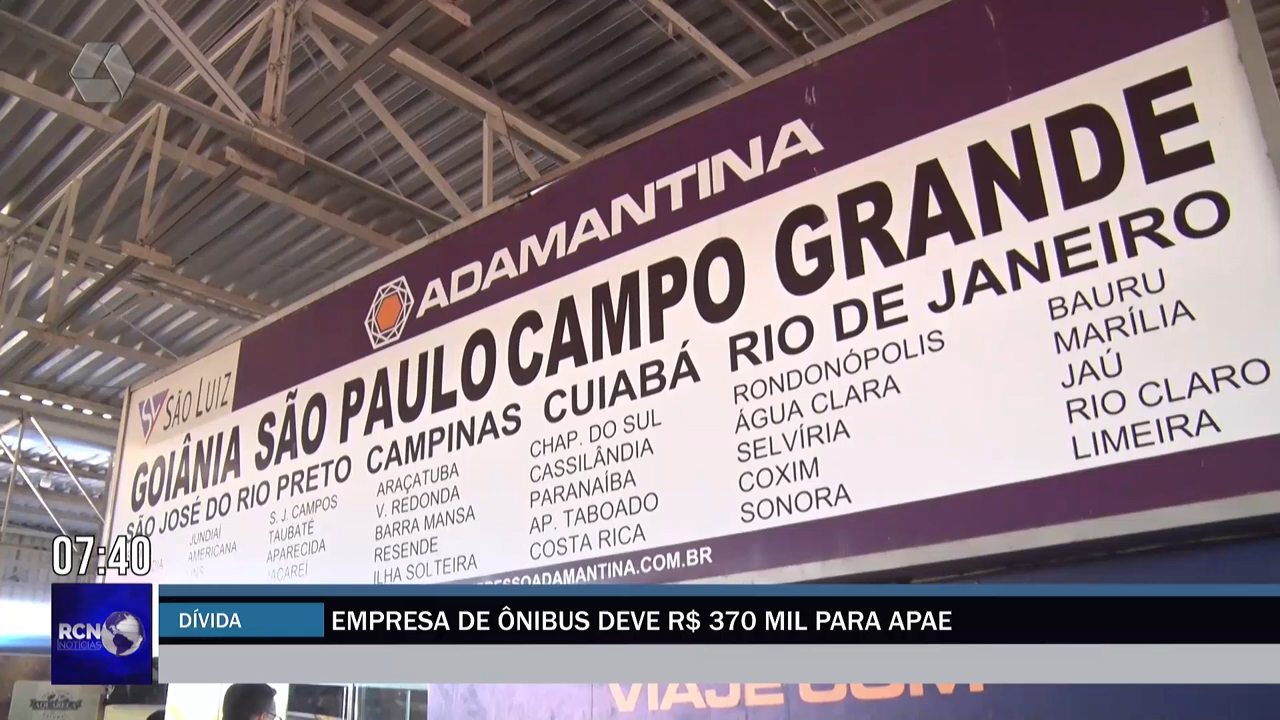 ADAMANTINA
SÃO LUIZ
GOIÂNIA SÃO PAULO CAMPO GRANDE
SÃO JOSÉ DO RIO PRETO CAMPINAS CUIABÁ RIO DE JANEIRO
JUNDIAÍ
AMERICANA
S. J. CAMPOS
TAUBATÉ
APARECIDA
JACAREÍ
ARAÇATUBA
V. REDONDA
BARRA MANSA
RESENDE
ILHA SOLTEIRA
CHAP. DO SUL
CASSILÂNDIA
PARANAÍBA
AP. TABOADO
COSTA RICA
RONDONÓPOLIS
ÁGUA CLARA
SELVÍRIA
COXIM
SONORA
BAURU
MARÍLIA
JAÚ
RIO CLARO
LIMEIRA
RESSOADAMANTINA.COM.BR
07:40
RCN
NOTÍCIAS
DÍVIDA
EMPRESA DE ÔNIBUS DEVE R$ 370 MIL PARA APAE
AQUARELA
VIAJE COM